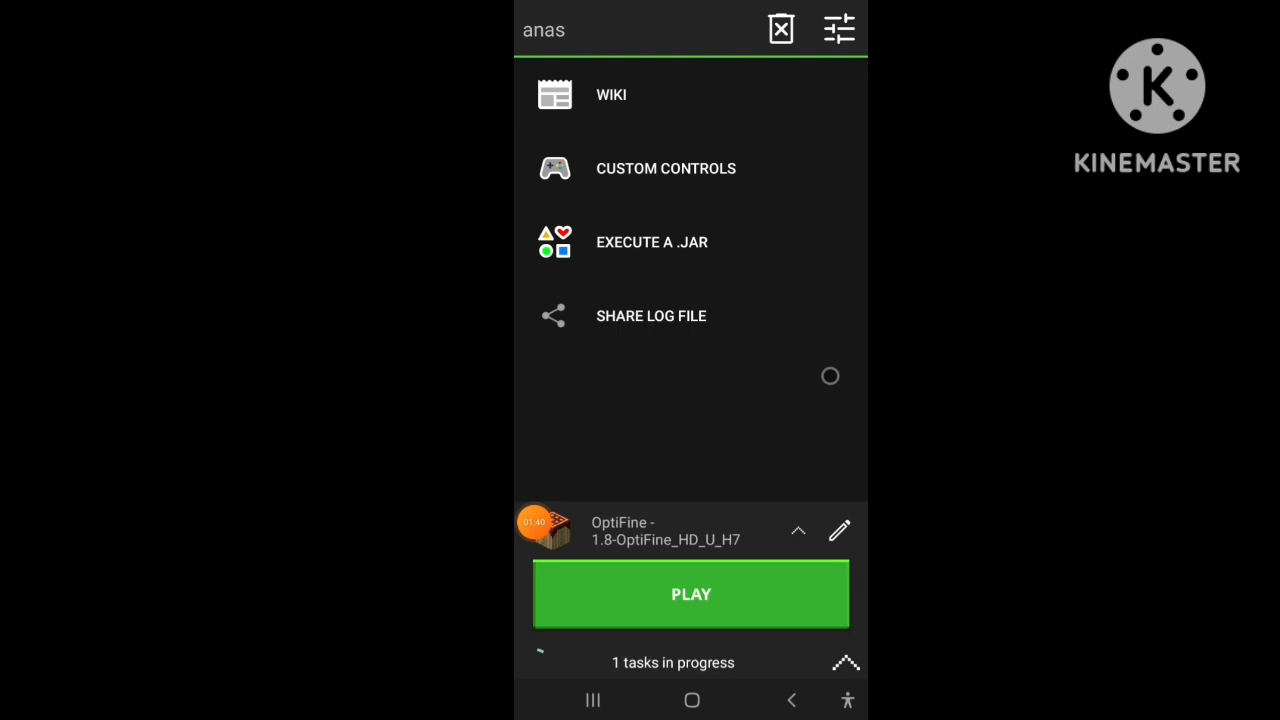 anas
WIKI
CUSTOM CONTROLS
EXECUTE A .JAR
SHARE LOG FILE
01:40
OptiFine -
1.8-OptiFine_HD_U_H7
PLAY
1 tasks in progress
K
KINEMASTER